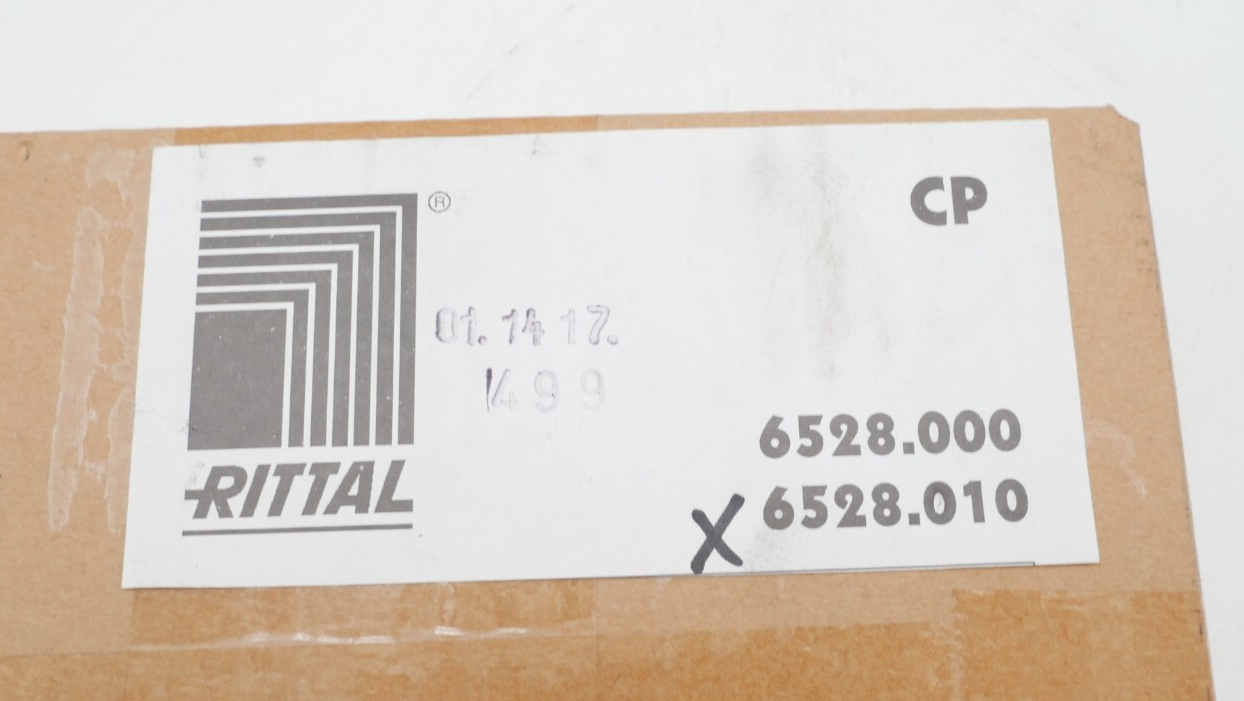 ®
CP
01. 14 17.
499
6528.000
X 6528.010
RITTAL